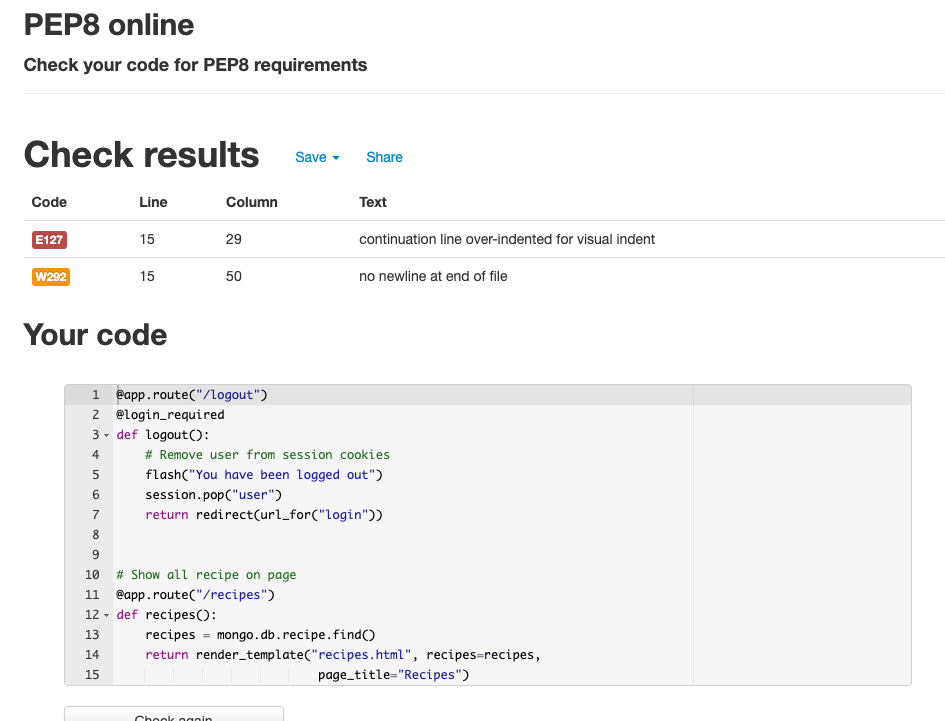 PEP8 online
Check your code for PEP8 requirements
Check results Save Share
Code Line Column Text
E127 15 29 continuation line over-indented for visual indent
W292 15 50 no newline at end of file
Your code
1 @app.route("/logout")
2 @login_required
3 def logout():
4     # Remove user from session cookies
5     flash("You have been logged out")
6     session.pop("user")
7     return redirect(url_for("login"))
8
9
10 # Show all recipe on page
11 @app.route("/recipes")
12 def recipes():
13     recipes = mongo.db.recipe.find()
14     return render_template("recipes.html", recipes=recipes,
15                             page_title="Recipes")
Check again